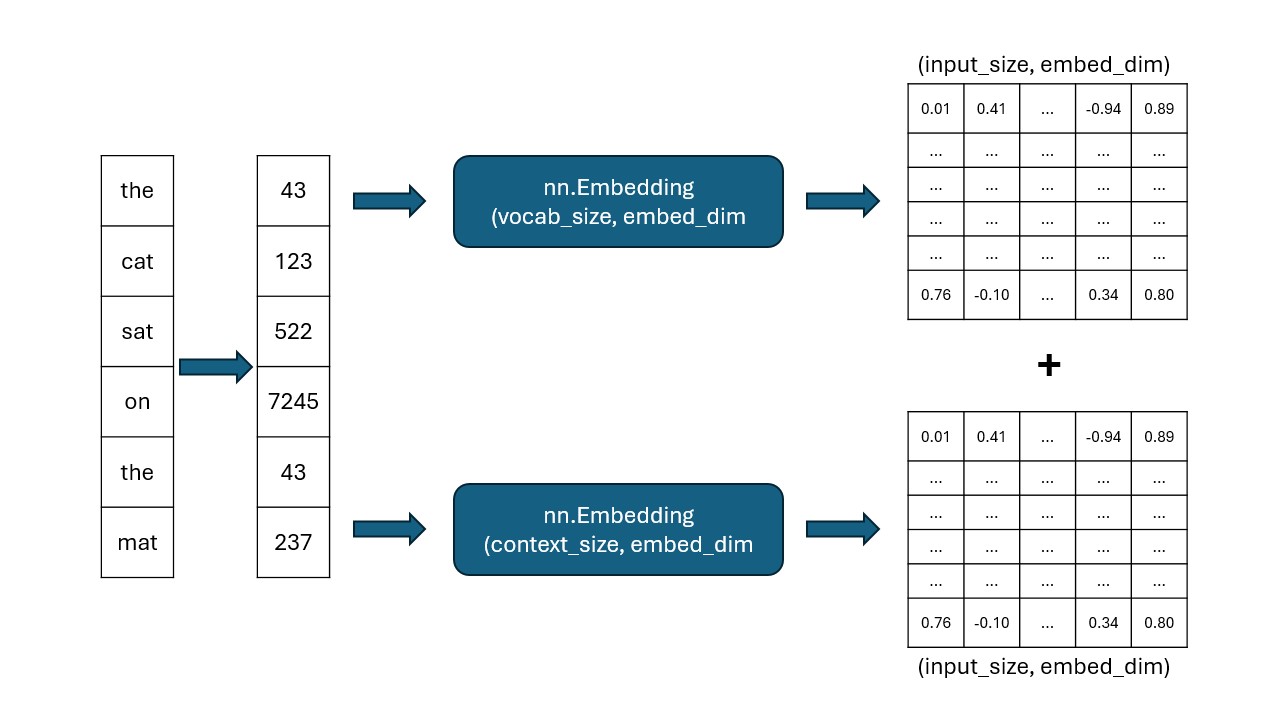 the
cat
sat
on
the
mat
43
123
522
7245
43
237
nn.Embedding
(vocab_size, embed_dim
nn.Embedding
(context_size, embed_dim
(input_size, embed_dim)
0.01 0.41 ... -0.94 0.89
... ... ... ... ...
... ... ... ... ...
... ... ... ... ...
... ... ... ... ...
0.76 -0.10 ... 0.34 0.80
+
0.01 0.41 ... -0.94 0.89
... ... ... ... ...
... ... ... ... ...
... ... ... ... ...
... ... ... ... ...
0.76 -0.10 ... 0.34 0.80
(input_size, embed_dim)